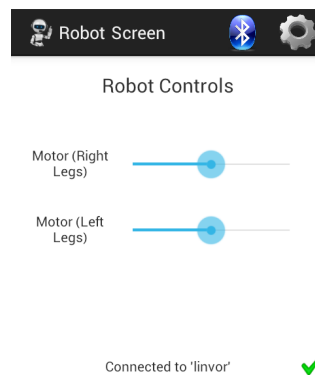 Robot Screen
Robot Controls
Motor (Right
Legs)
Motor (Left
Legs)
Connected to 'linvor'